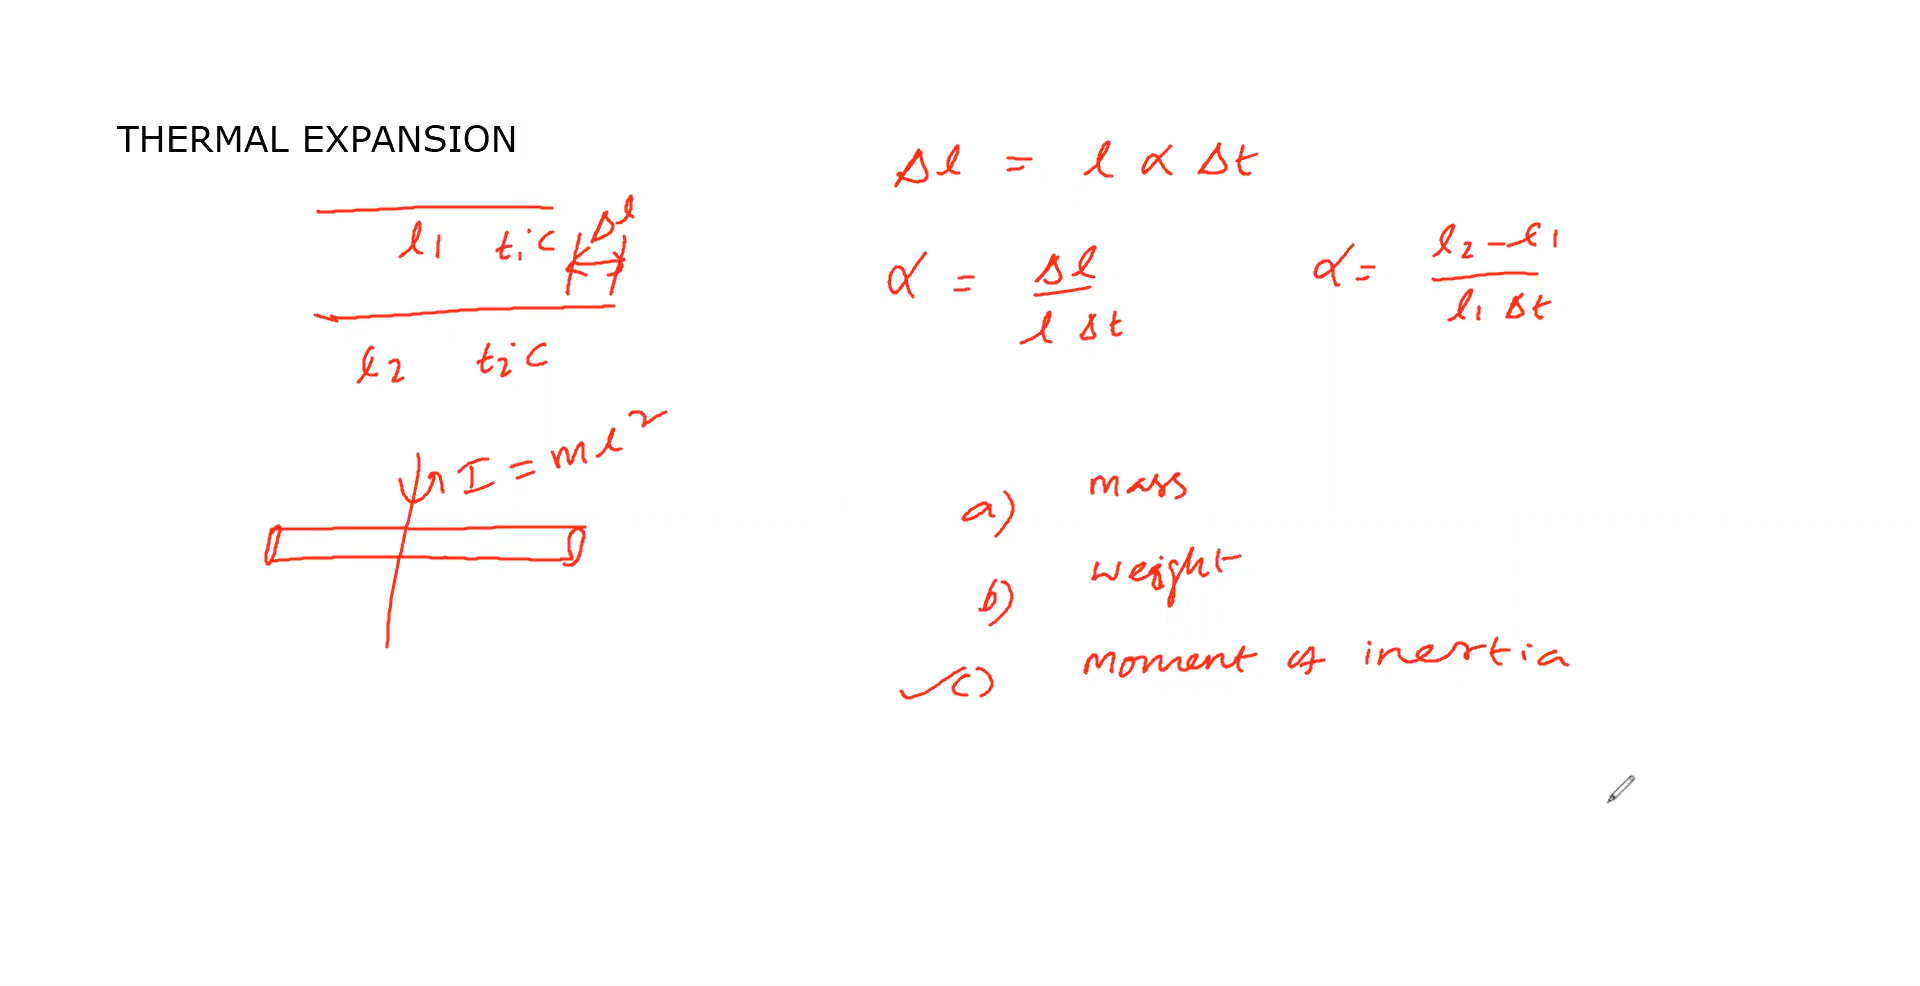 THERMAL EXPANSION
Δl = l α Δt
l1 t1°C Δl
α = Δl / l Δt
α = l2 - l1 / l1 Δt
l2 t2°C
I = ml²
a) mass
b) weight
✓c) moment of inertia